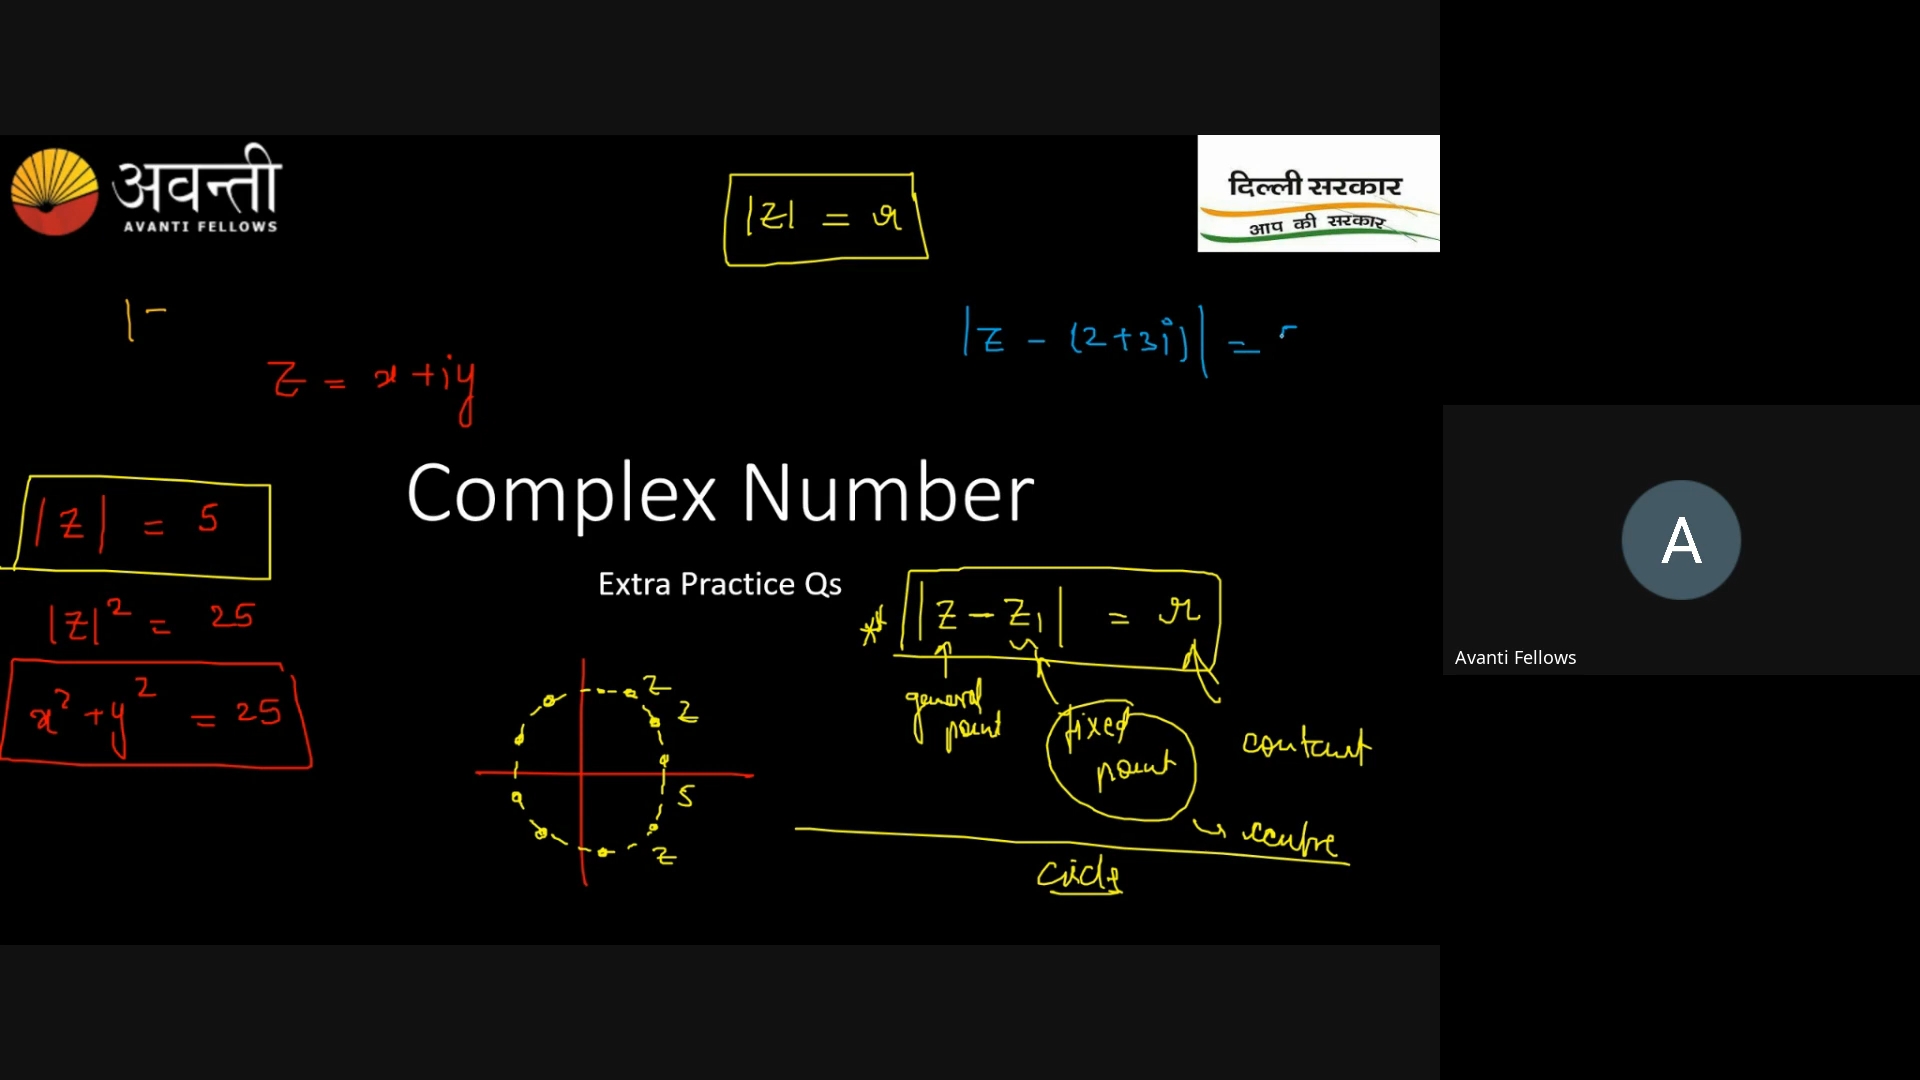 अवन्ती
AVANTI FELLOWS
|z| = r
दिल्ली सरकार
आप की सरकार
|z - (2+3i)| =
z = x+iy
Complex Number
Extra Practice Qs
|z| = 5
|z|² = 25
x²+y² = 25
|z - z₁| = r
general
point
fixed
point
contant
centre
circle
z
z
5
z
A
Avanti Fellows